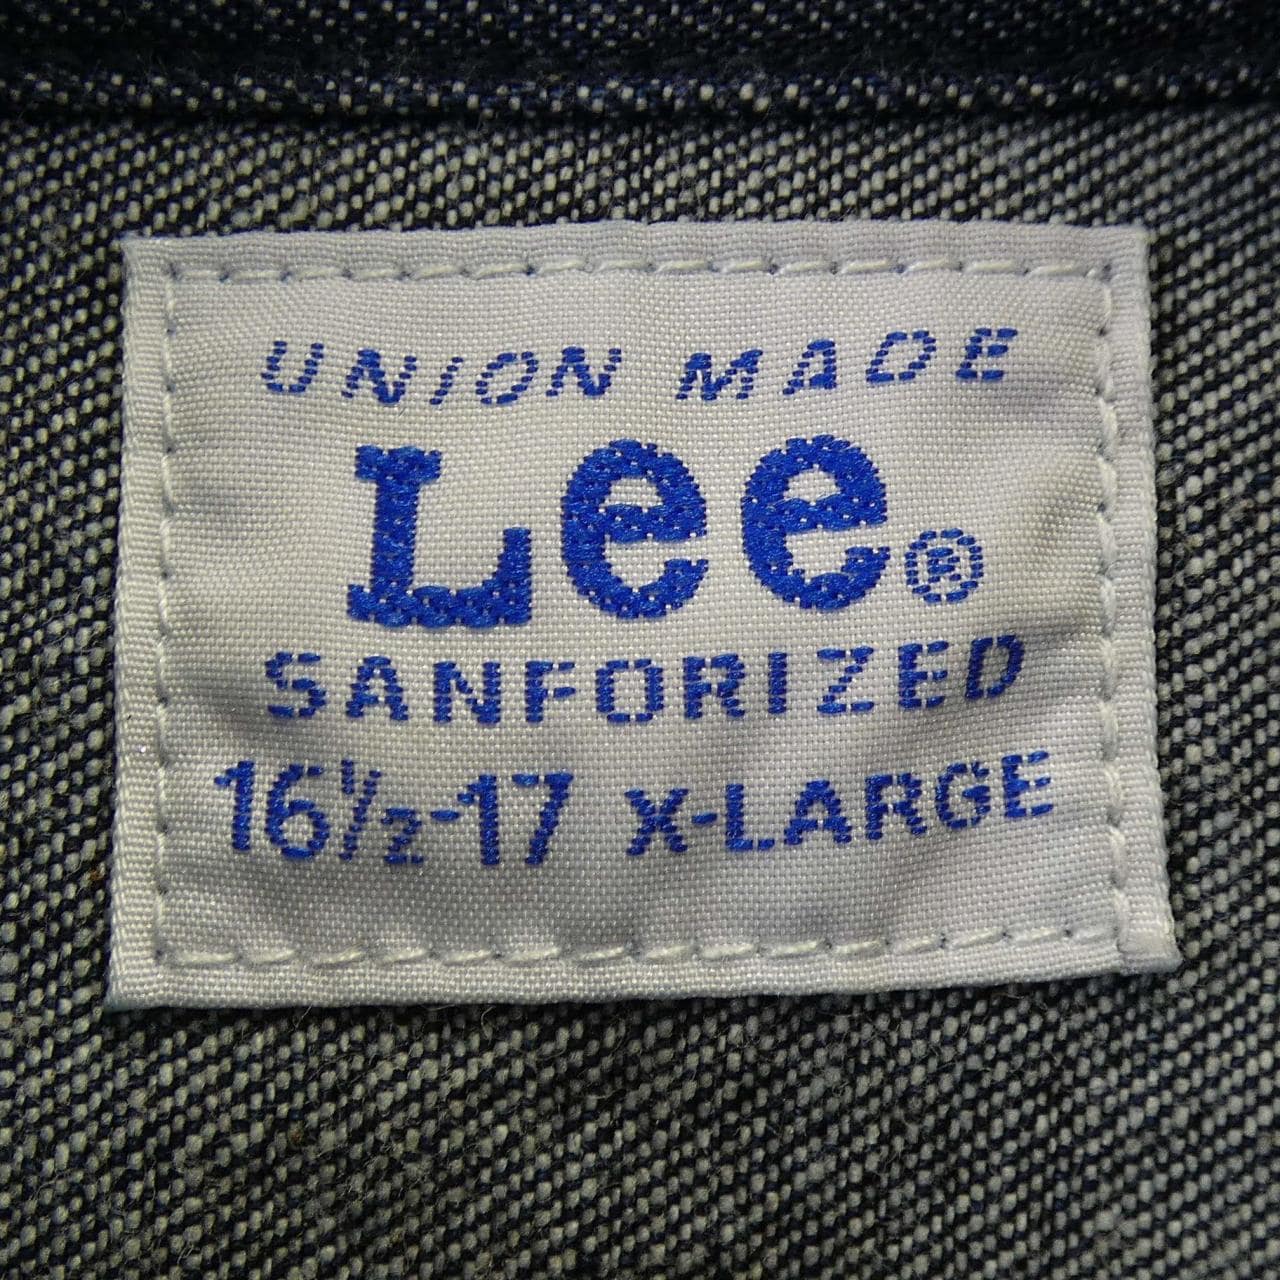 UNION MADE
Lee®
SANFORIZED
16½-17 X-LARGE